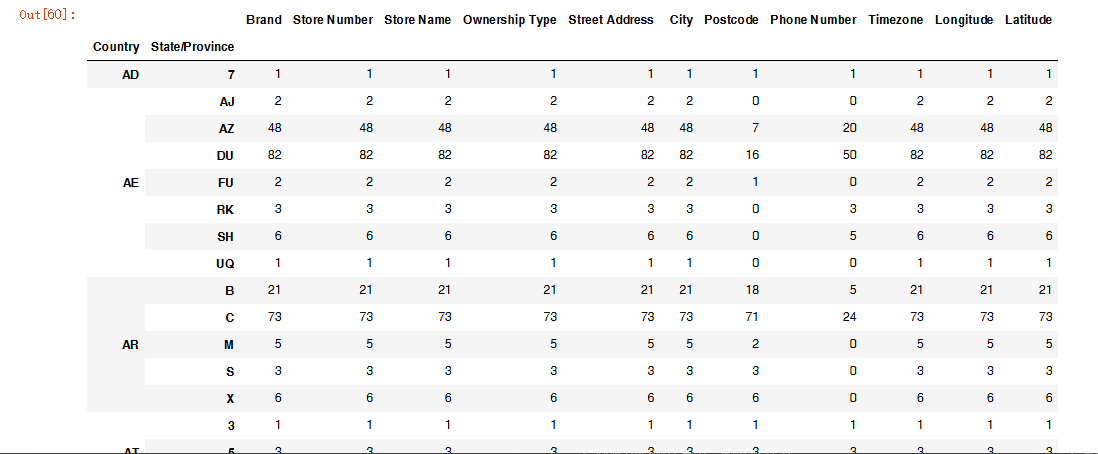 Out[60]:
Brand Store Number Store Name Ownership Type Street Address City Postcode Phone Number Timezone Longitude Latitude
Country State/Province
AD 7 1 1 1 1 1 1 1 1 1 1 1
AJ 2 2 2 2 2 2 0 0 2 2 2
AZ 48 48 48 48 48 48 7 20 48 48 48
DU 82 82 82 82 82 82 16 50 82 82 82
AE FU 2 2 2 2 2 2 1 0 2 2 2
RK 3 3 3 3 3 3 0 3 3 3 3
SH 6 6 6 6 6 6 0 5 6 6 6
UQ 1 1 1 1 1 1 0 0 1 1 1
B 21 21 21 21 21 21 18 5 21 21 21
C 73 73 73 73 73 73 71 24 73 73 73
AR M 5 5 5 5 5 5 2 0 5 5 5
S 3 3 3 3 3 3 3 0 3 3 3
X 6 6 6 6 6 6 6 0 6 6 6
3 1 1 1 1 1 1 1 1 1 1 1
AT 5 3 3 3 3 3 3 3 3 3 3 3